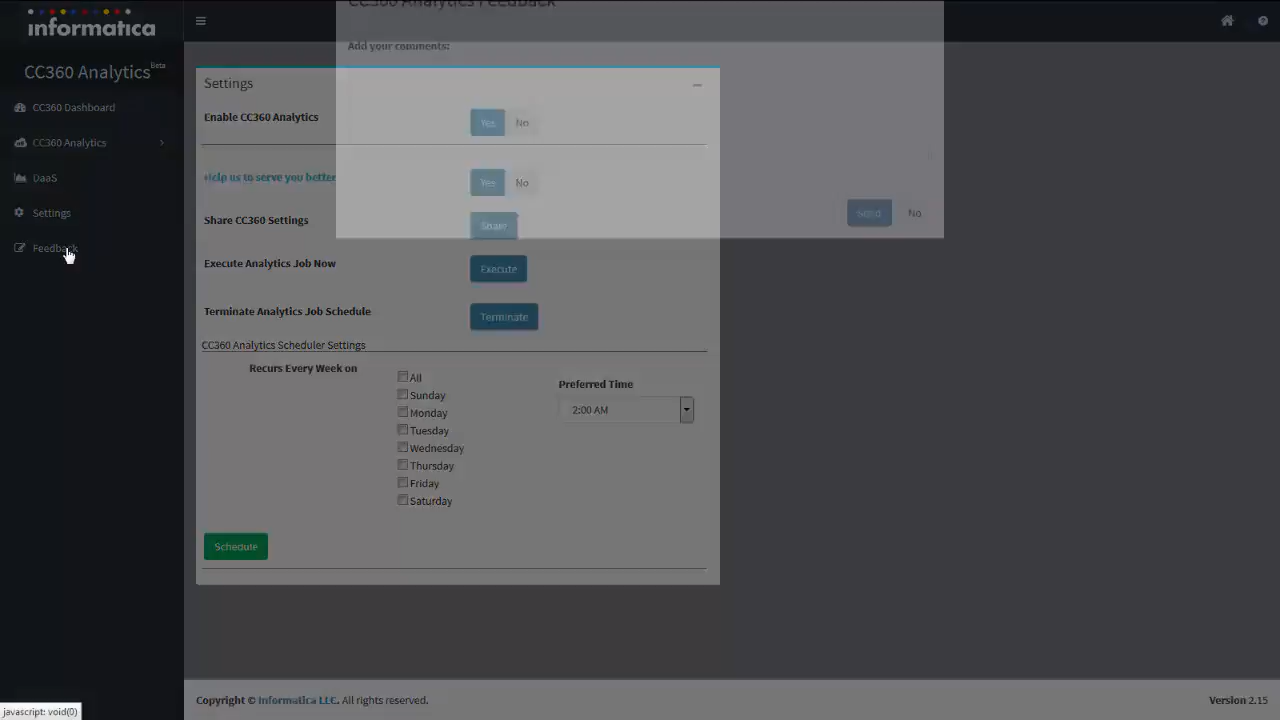 informatica
CC360 Analytics Feedback
Add your comments:
CC360 Analytics Beta
CC360 Dashboard
CC360 Analytics
DaaS
Settings
Feedback
Settings
Enable CC360 Analytics
Yes No
Help us to serve you better
Yes No
Share CC360 Settings
Share
Send No
Execute Analytics Job Now
Execute
Terminate Analytics Job Schedule
Terminate
CC360 Analytics Scheduler Settings
Recurs Every Week on
All
Sunday
Monday
Tuesday
Wednesday
Thursday
Friday
Saturday
Preferred Time
2:00 AM
Schedule
Copyright © Informatica LLC. All rights reserved.
Version 2.15
javascript: void(0)